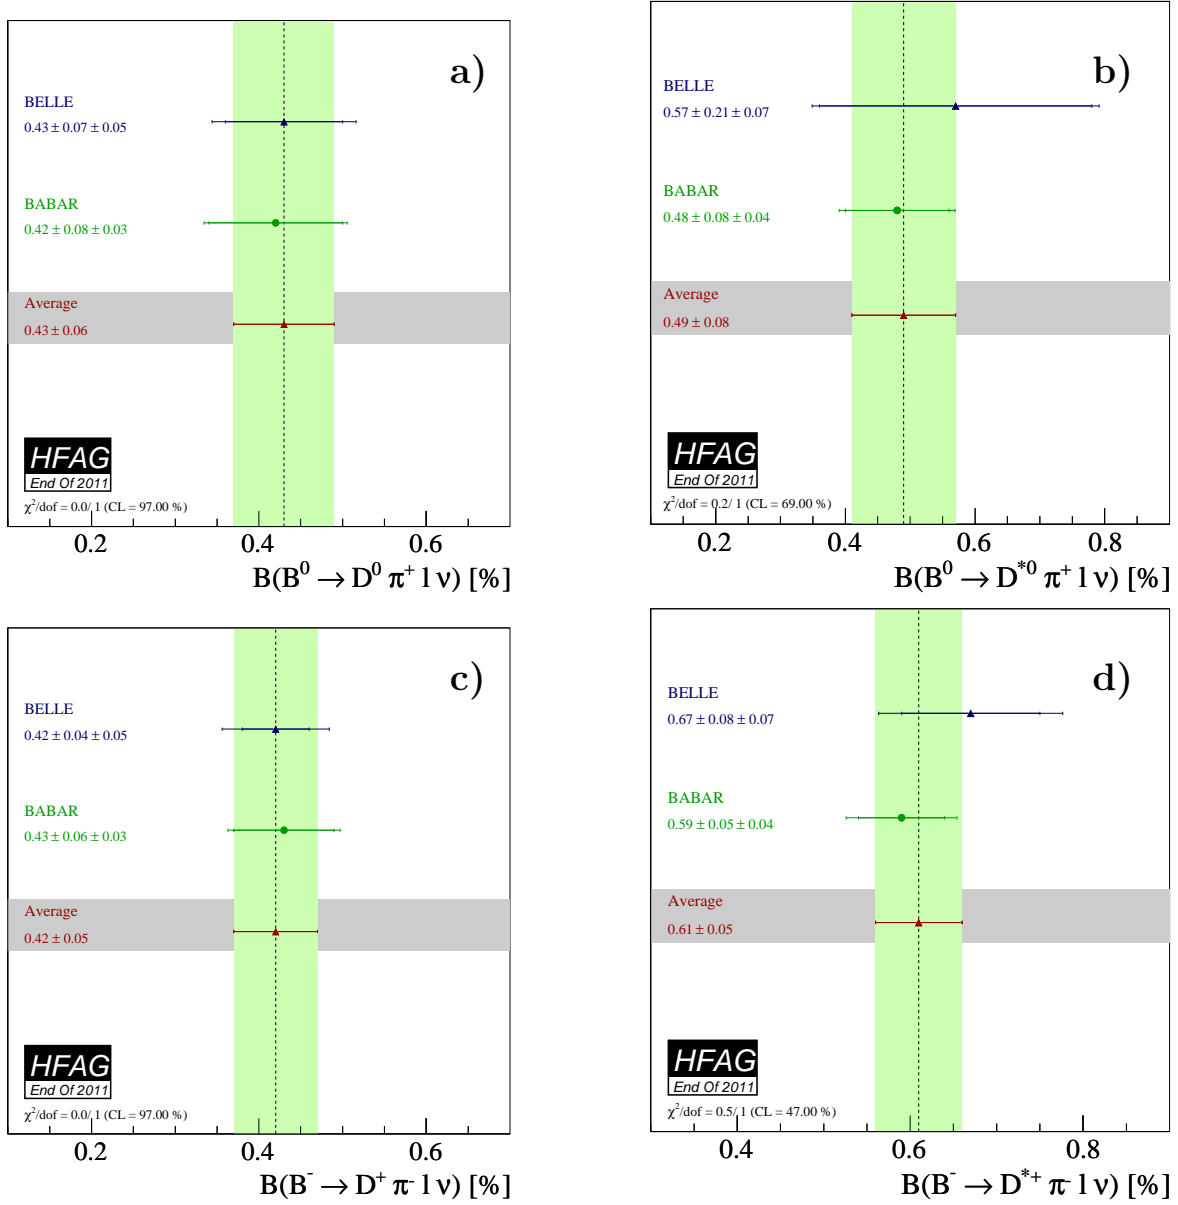 a)
BELLE
0.43 ± 0.07 ± 0.05
BABAR
0.42 ± 0.08 ± 0.03
Average
0.43 ± 0.06
HFAG
End Of 2011
χ²/dof = 0.0/ 1 (CL = 97.00 %)
0.2 0.4 0.6
B(B⁰ → D⁰ π⁺ l ν) [%]
b)
BELLE
0.57 ± 0.21 ± 0.07
BABAR
0.48 ± 0.08 ± 0.04
Average
0.49 ± 0.08
HFAG
End Of 2011
χ²/dof = 0.2/ 1 (CL = 69.00 %)
0.2 0.4 0.6 0.8
B(B⁰ → D*⁰ π⁺ l ν) [%]
c)
BELLE
0.42 ± 0.04 ± 0.05
BABAR
0.43 ± 0.06 ± 0.03
Average
0.42 ± 0.05
HFAG
End Of 2011
χ²/dof = 0.0/ 1 (CL = 97.00 %)
0.2 0.4 0.6
B(B⁻ → D⁺ π⁻ l ν) [%]
d)
BELLE
0.67 ± 0.08 ± 0.07
BABAR
0.59 ± 0.05 ± 0.04
Average
0.61 ± 0.05
HFAG
End Of 2011
χ²/dof = 0.5/ 1 (CL = 47.00 %)
0.4 0.6 0.8
B(B⁻ → D*⁺ π⁻ l ν) [%]